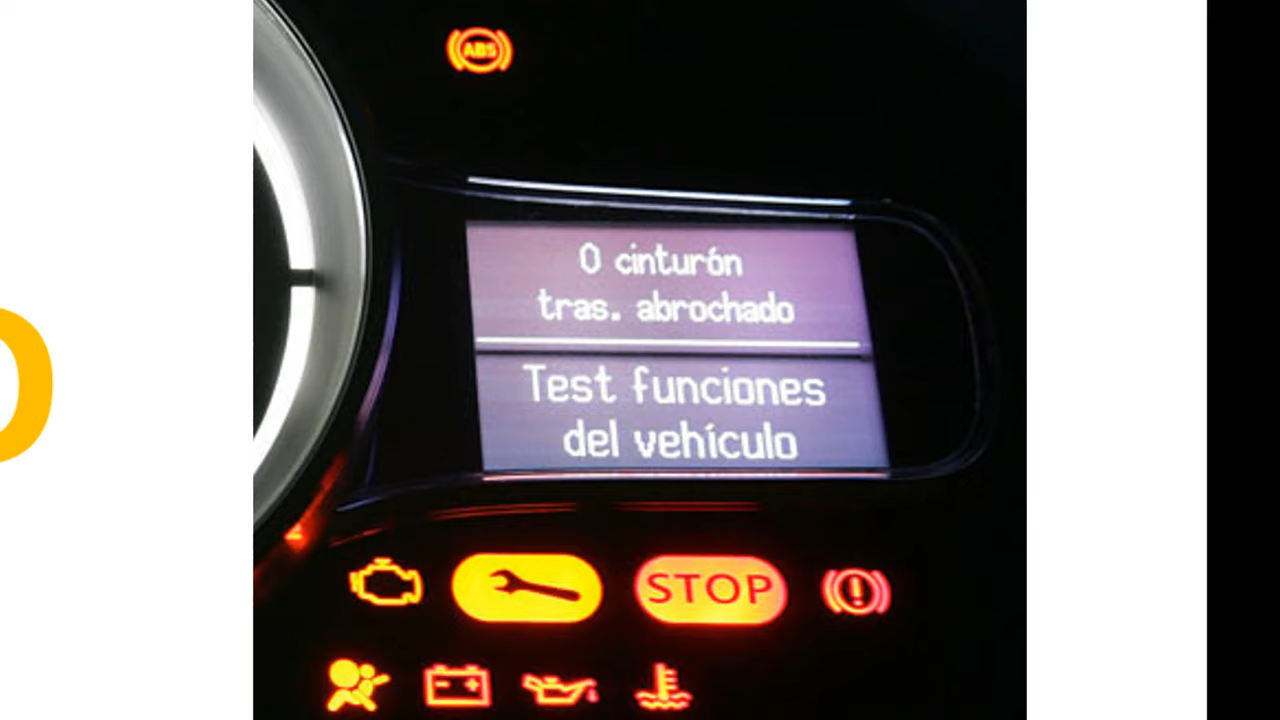 ABS
0 cinturón
tras. abrochado
Test funciones
del vehículo
STOP